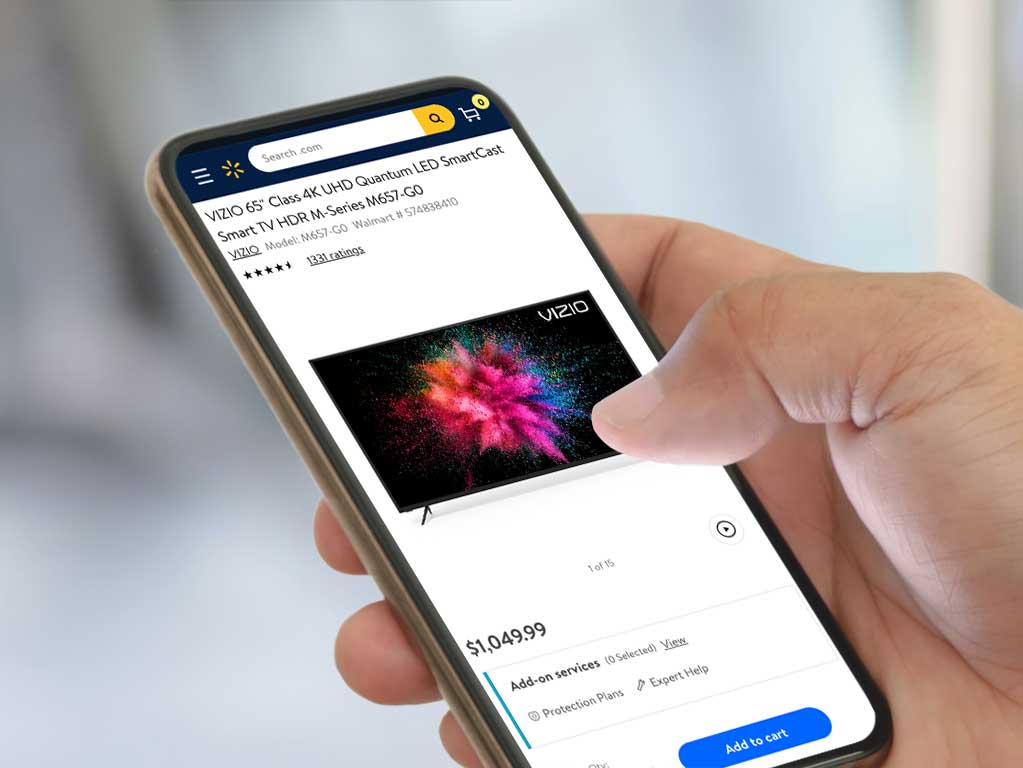 0
Search .com
VIZIO 65" Class 4K UHD Quantum LED SmartCast
Smart TV HDR M-Series M657-G0
VIZIO Model: M657-G0 Walmart # 574838410
1331 ratings
VIZIO
1 of 15
$1,049.99
Add-on services (0 Selected) View
Protection Plans Expert Help
Qty:
Add to cart